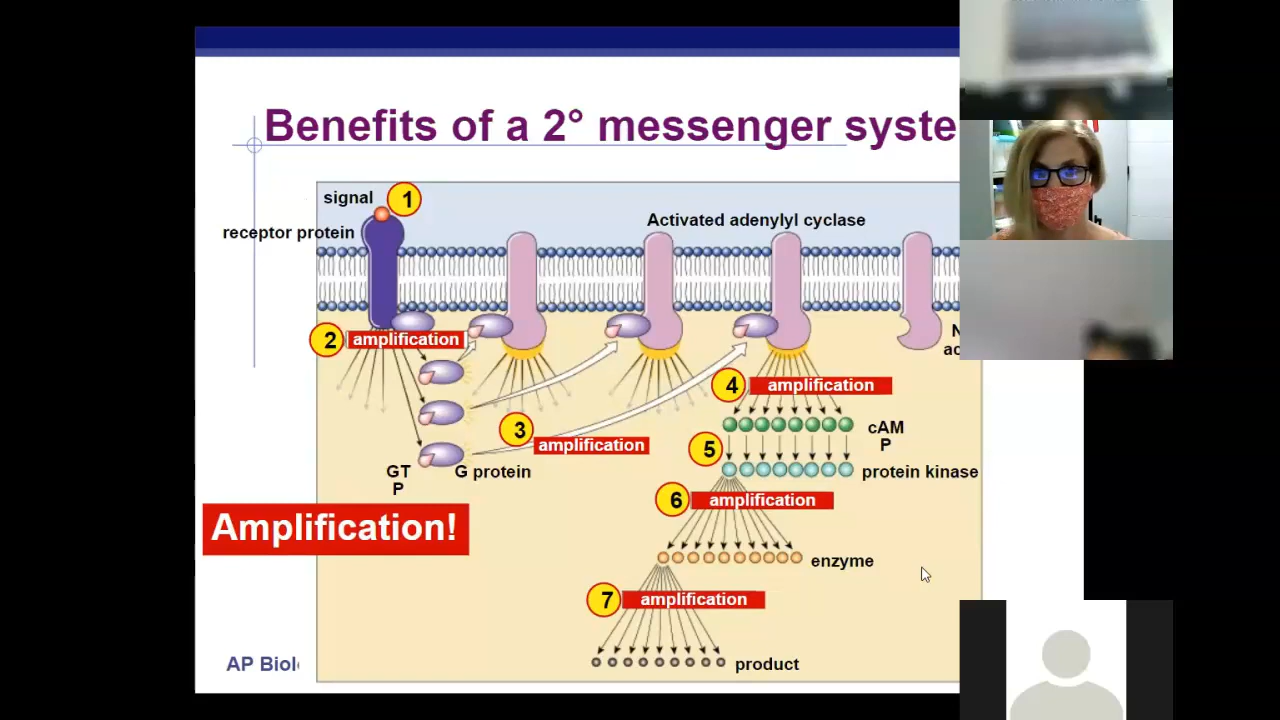 Benefits of a 2° messenger syste
signal
1
receptor protein
Activated adenylyl cyclase
2
amplification
N
ac
4
amplification
3
amplification
cAM
P
5
protein kinase
GT
P
G protein
6
amplification
Amplification!
enzyme
7
amplification
AP Biol
product